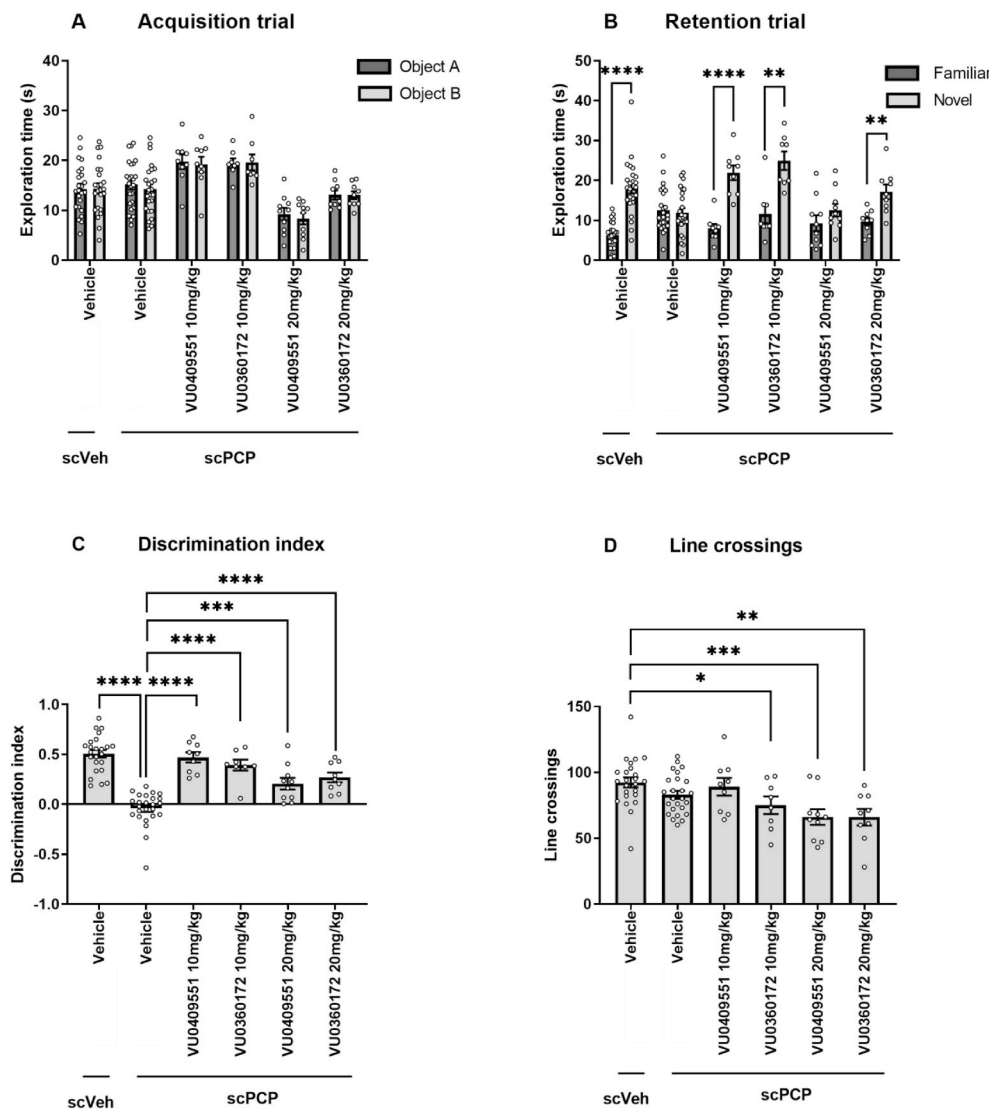 A Acquisition trial
40
30
20
10
0
Exploration time (s)
Object A
Object B
Vehicle
Vehicle
VU0409551 10mg/kg
VU0360172 10mg/kg
VU0409551 20mg/kg
VU0360172 20mg/kg
scVeh
scPCP
B Retention trial
50
40
30
20
10
0
Exploration time (s)
Familiar
Novel
****
****
**
**
Vehicle
Vehicle
VU0409551 10mg/kg
VU0360172 10mg/kg
VU0409551 20mg/kg
VU0360172 20mg/kg
scVeh
scPCP
C Discrimination index
****
***
****
**** ****
1.0
0.5
0.0
-0.5
-1.0
Discrimination index
Vehicle
Vehicle
VU0409551 10mg/kg
VU0360172 10mg/kg
VU0409551 20mg/kg
VU0360172 20mg/kg
scVeh
scPCP
D Line crossings
**
***
*
150
100
50
0
Line crossings
Vehicle
Vehicle
VU0409551 10mg/kg
VU0360172 10mg/kg
VU0409551 20mg/kg
VU0360172 20mg/kg
scVeh
scPCP